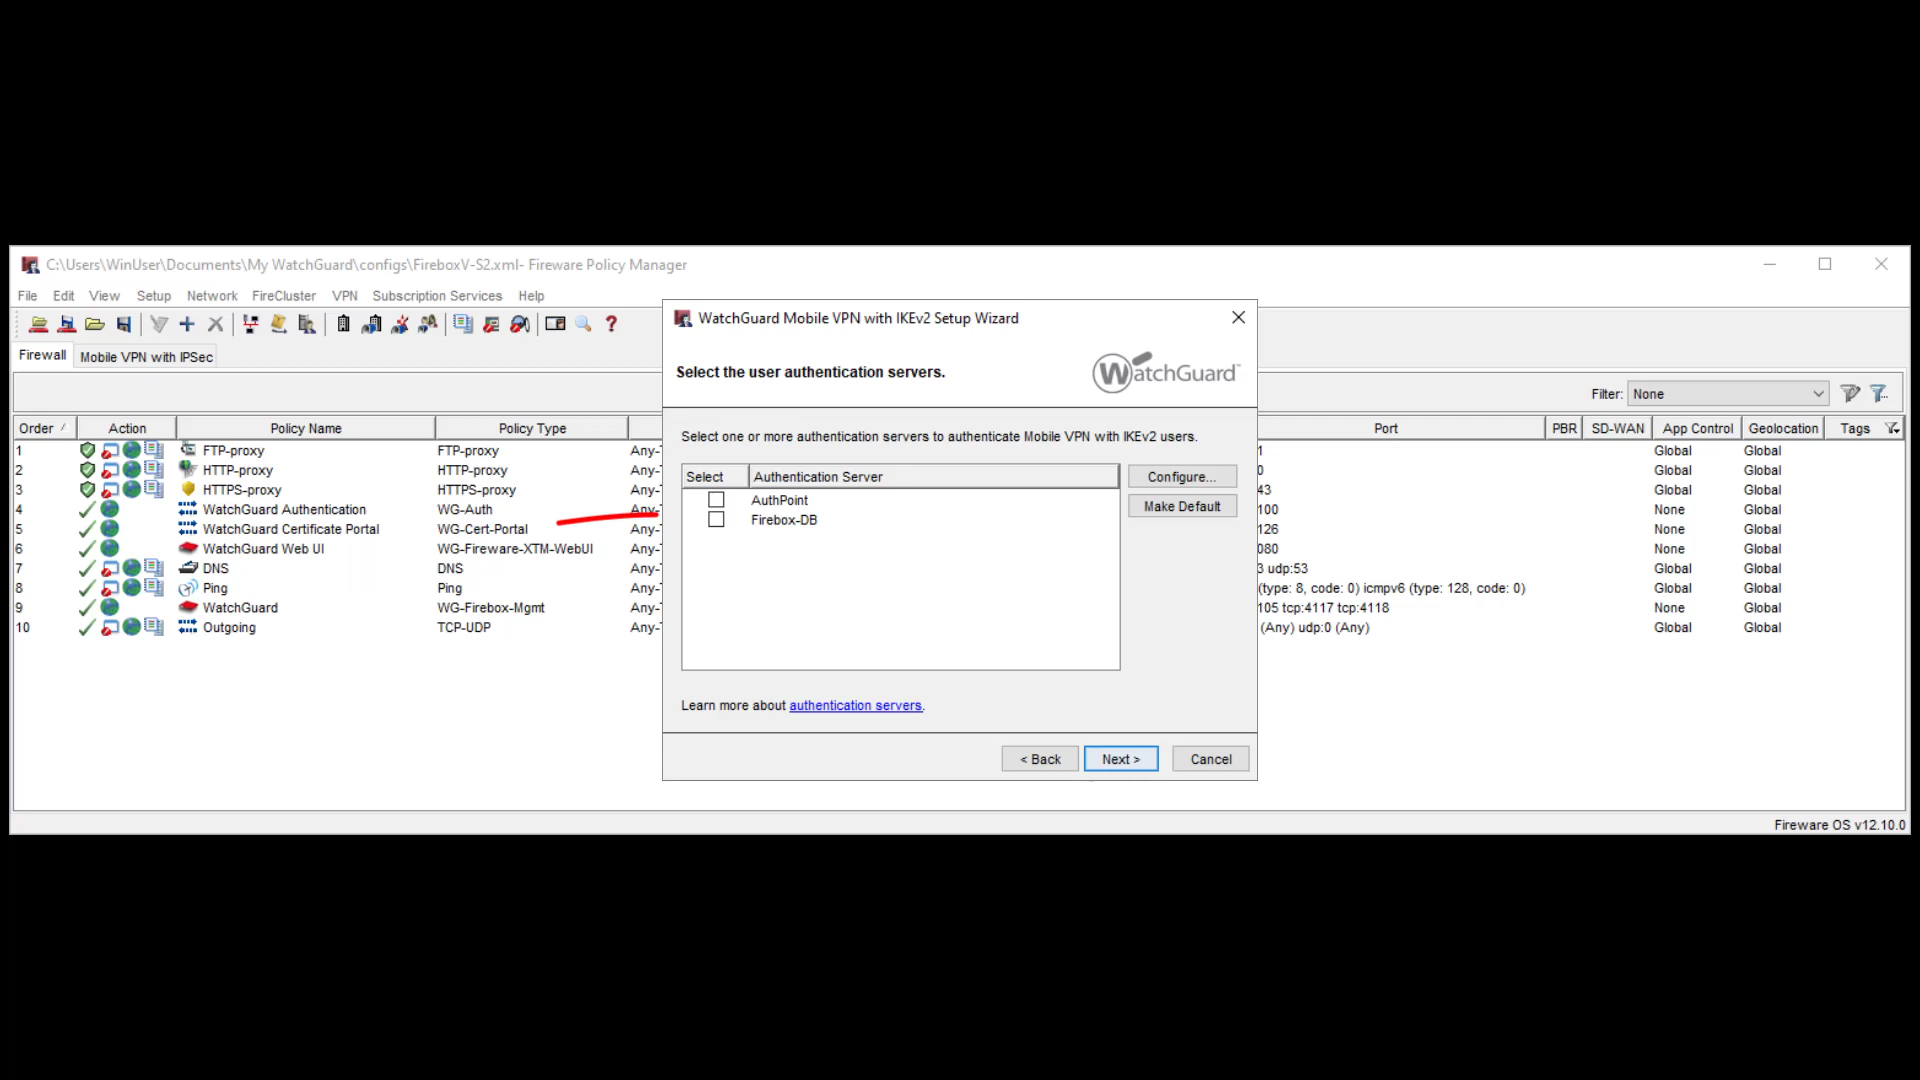 C:\Users\WinUser\Documents\My WatchGuard\configs\FireboxV-S2.xml- Fireware Policy Manager
File Edit View Setup Network FireCluster VPN Subscription Services Help
Firewall Mobile VPN with IPSec
Filter: None
Order Action Policy Name Policy Type Port PBR SD-WAN App Control Geolocation Tags
1 FTP-proxy FTP-proxy Any- 1 Global Global
2 HTTP-proxy HTTP-proxy Any- 0 Global Global
3 HTTPS-proxy HTTPS-proxy Any- 43 Global Global
4 WatchGuard Authentication WG-Auth Any- 100 None Global
5 WatchGuard Certificate Portal WG-Cert-Portal Any- 126 None Global
6 WatchGuard Web UI WG-Fireware-XTM-WebUI Any- 080 None Global
7 DNS DNS Any- 3 udp:53 Global Global
8 Ping Ping Any- (type: 8, code: 0) icmpv6 (type: 128, code: 0) Global Global
9 WatchGuard WG-Firebox-Mgmt Any- 105 tcp:4117 tcp:4118 None Global
10 Outgoing TCP-UDP Any- (Any) udp:0 (Any) Global Global
Fireware OS v12.10.0
WatchGuard Mobile VPN with IKEv2 Setup Wizard
Select the user authentication servers.
WatchGuard
Select one or more authentication servers to authenticate Mobile VPN with IKEv2 users.
Select Authentication Server
AuthPoint
Firebox-DB
Configure...
Make Default
Learn more about authentication servers.
< Back Next > Cancel